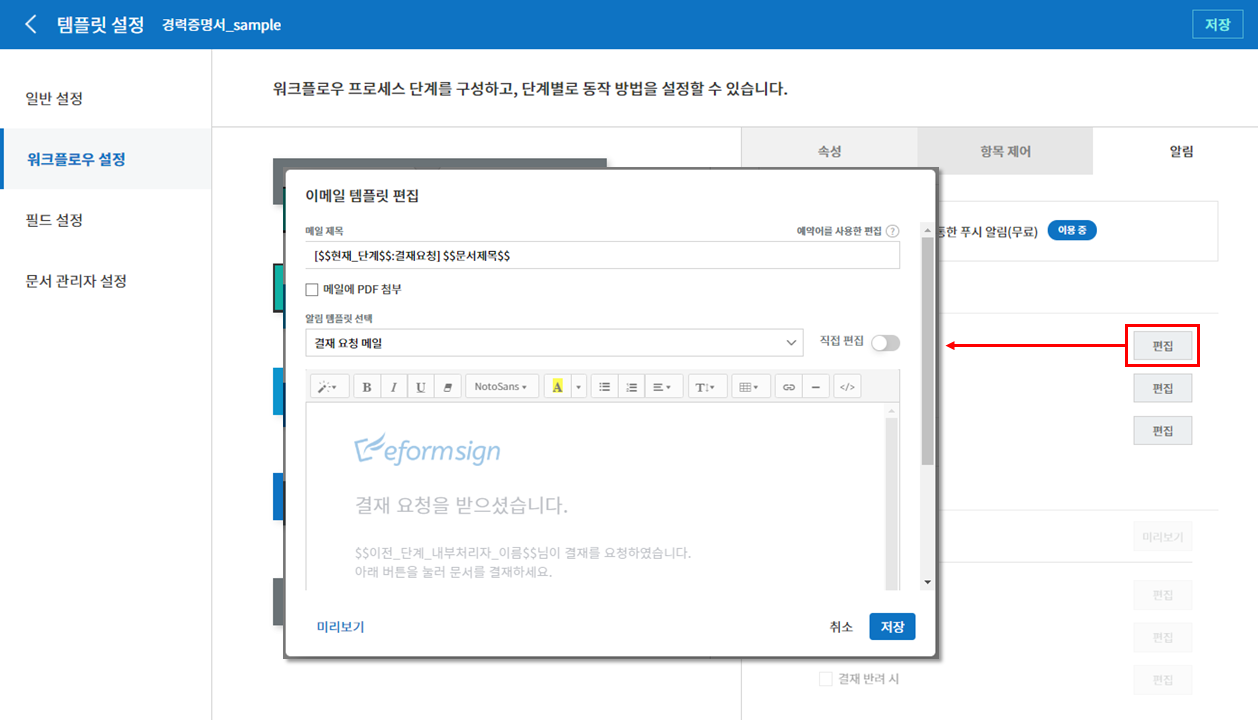 템플릿 설정 경력증명서_sample 저장
일반 설정
워크플로우 설정
필드 설정
문서 관리자 설정
워크플로우 프로세스 단계를 구성하고, 단계별로 동작 방법을 설정할 수 있습니다.
속성 항목 제어 알림
통한 푸시 알림(무료) 이용 중
이메일 템플릿 편집
메일 제목 예약어를 사용한 편집 ?
[$$현재_단계$$:결재요청] $$문서제목$$
메일에 PDF 첨부
알림 템플릿 선택
결재 요청 메일 직접 편집
B I U NotoSans A T </>
eformsign
결재 요청을 받으셨습니다.
$$이전_단계_내부처리자_이름$$님이 결재를 요청하였습니다.
아래 버튼을 눌러 문서를 결재하세요.
미리보기 취소 저장
편집
편집
편집
미리보기
편집
편집
결재 반려 시 편집